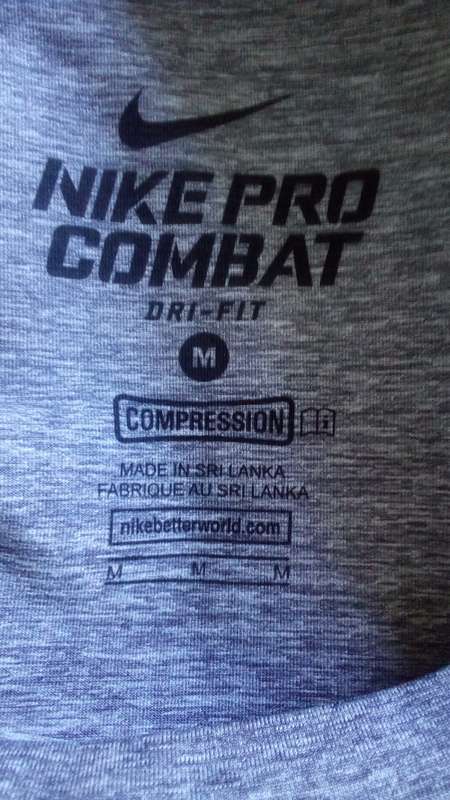 NIKE PRO
COMBAT
DRI-FIT
M
COMPRESSION
MADE IN SRI LANKA
FABRIQUE AU SRI LANKA
nikebetterworld.com
M M M